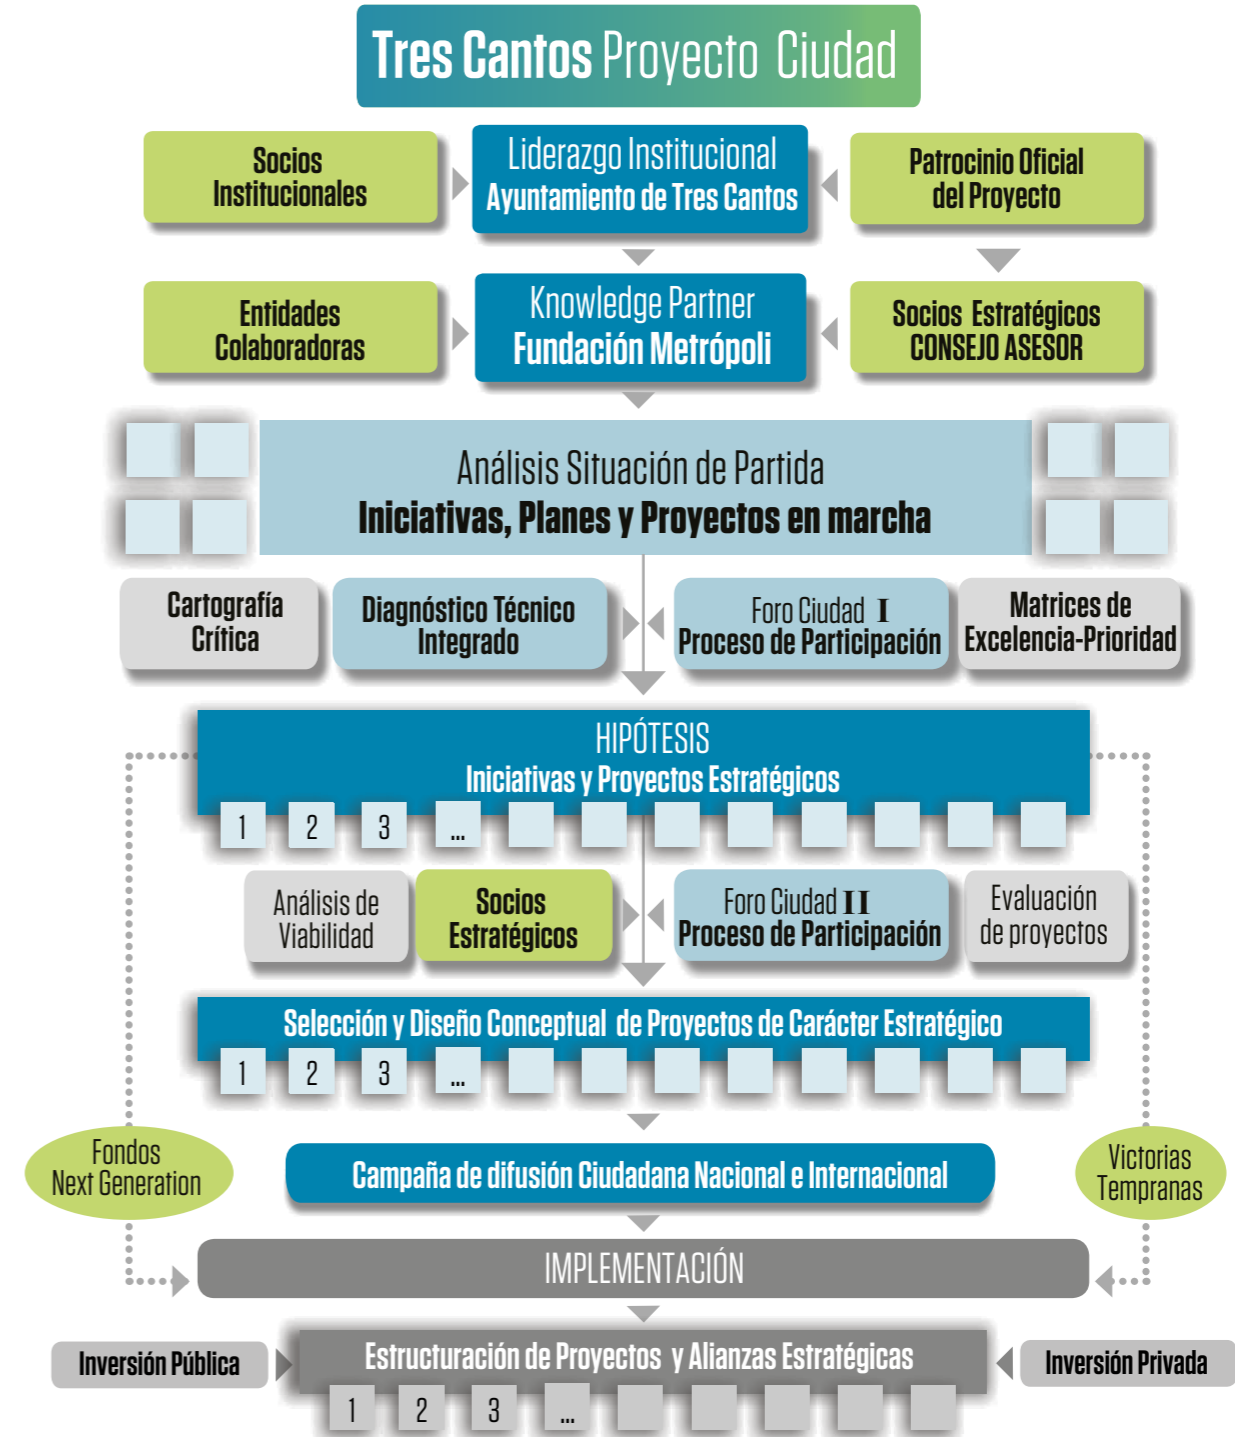 Tres Cantos Proyecto Ciudad
Socios
Institucionales
Liderazgo Institucional
Ayuntamiento de Tres Cantos
Patrocinio Oficial
del Proyecto
Entidades
Colaboradoras
Knowledge Partner
Fundación Metrópoli
Socios Estratégicos
CONSEJO ASESOR
Análisis Situación de Partida
Iniciativas, Planes y Proyectos en marcha
Cartografía
Crítica
Diagnóstico Técnico
Integrado
Foro Ciudad I
Proceso de Participación
Matrices de
Excelencia-Prioridad
HIPÓTESIS
Iniciativas y Proyectos Estratégicos
1 2 3 ...
Análisis de
Viabilidad
Socios
Estratégicos
Foro Ciudad II
Proceso de Participación
Evaluación
de proyectos
Selección y Diseño Conceptual de Proyectos de Carácter Estratégico
1 2 3 ...
Fondos
Next Generation
Campaña de difusión Ciudadana Nacional e Internacional
Victorias
Tempranas
IMPLEMENTACIÓN
Inversión Pública
Estructuración de Proyectos y Alianzas Estratégicas
Inversión Privada
1 2 3 ...